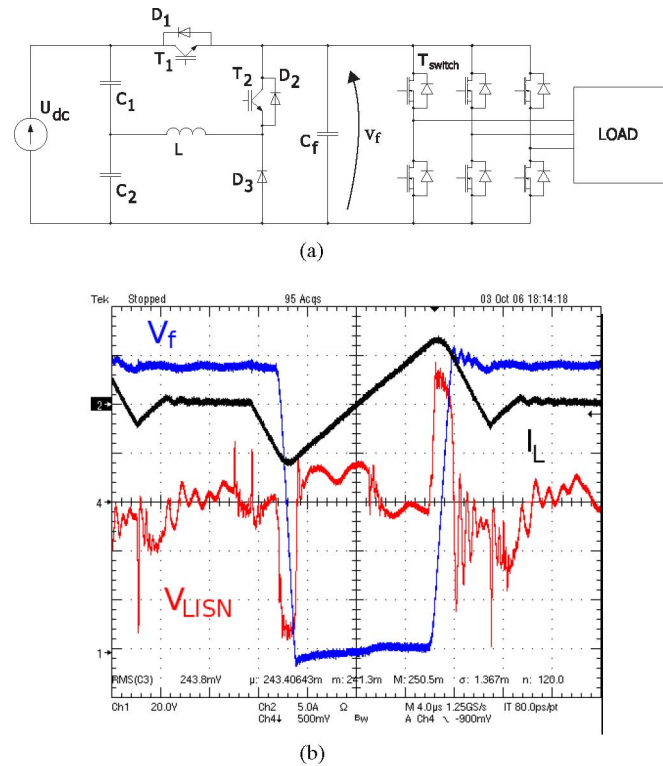 D1
T1
T2
D2
Tswitch
C1
Udc
L
Cf
vf
LOAD
C2
D3
(a)
Tek Stopped 95 Acqs 03 Oct 06 18:14:18
Vf
2
IL
4
VLISN
1
RMS(C3) 243.8mV µ: 243.40643m m: 241.3m M: 250.5m σ: 1.367m n: 120.0
Ch1 20.0V Ch2 5.0A Ω M 4.0µs 1.25GS/s IT 80.0ps/pt
Ch4↓ 500mV BW A Ch4 ↘ -900mV
(b)